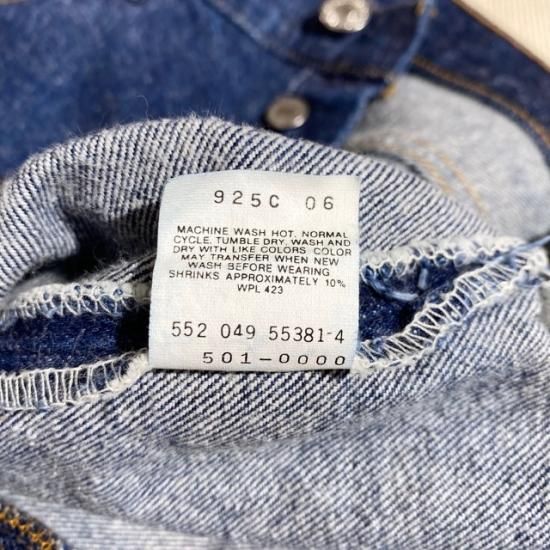 925C 06
MACHINE WASH HOT, NORMAL
CYCLE. TUMBLE DRY. WASH AND
DRY WITH LIKE COLORS. COLOR
MAY TRANSFER WHEN NEW
WASH BEFORE WEARING
SHRINKS APPROXIMATELY 10%
WPL 423
552 049 55381-4
501-0000